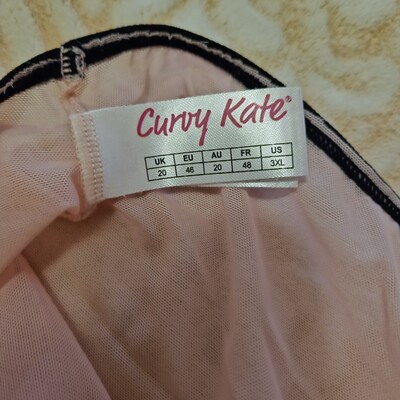 Curvy Kate®
UK EU AU FR US
20 46 20 48 3XL